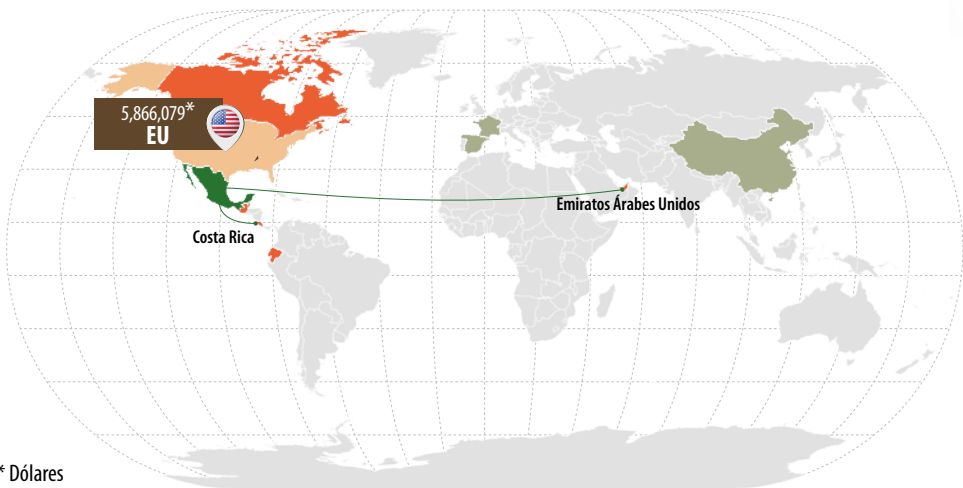 5,866,079*
EU
Emiratos Árabes Unidos
Costa Rica
* Dólares